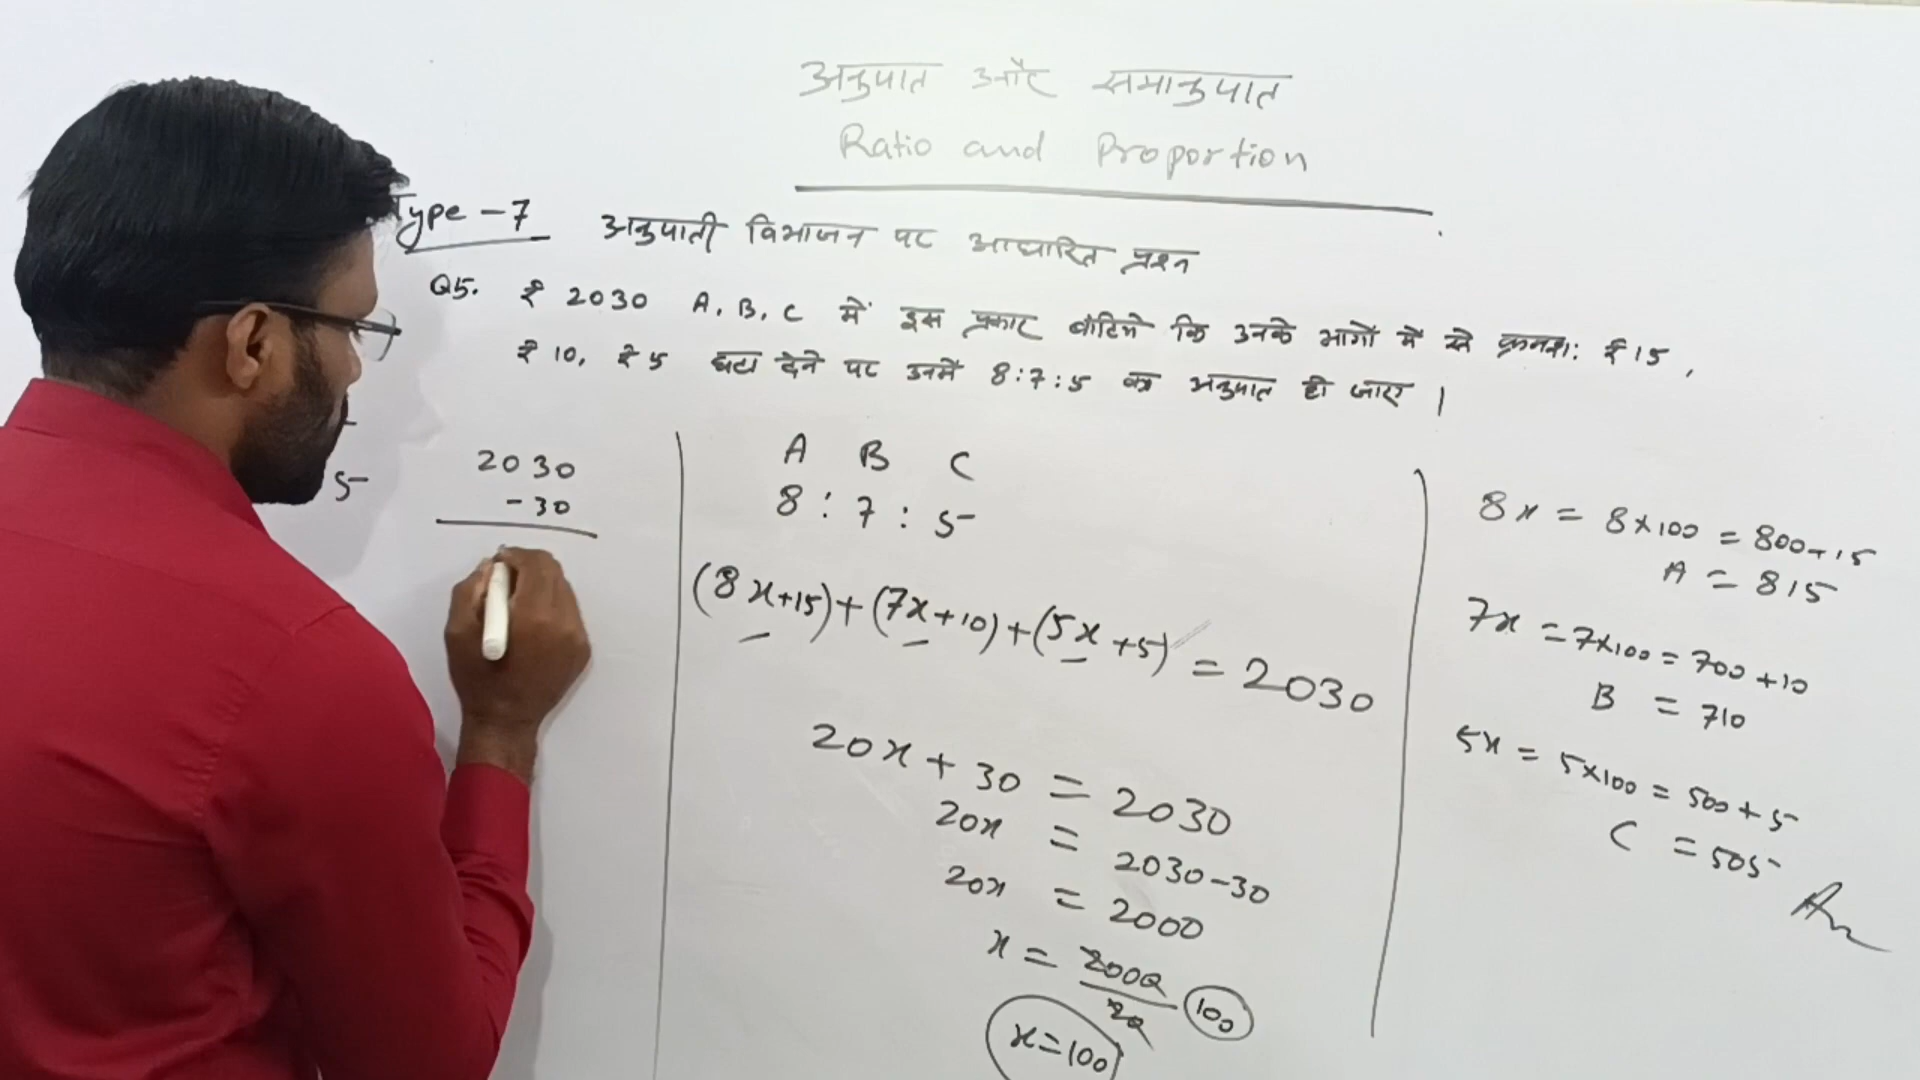 अनुपात और समानुपात
Ratio and Proportion
Type - 7 अनुपाती विभाजन पर आधारित प्रश्न
Q5. ₹ 2030 A, B, C में इस प्रकार बाँटिये कि उनके भागों में से क्रमशः ₹ 15,
₹ 10, ₹ 5 घटा देने पर उनमें 8:7:5 का अनुपात हो जाए ।
5
2030
-30
A B C
8 : 7 : 5
(8x+15)+(7x+10)+(5x+5) = 2030
20x + 30 = 2030
20x = 2030-30
20x = 2000
x = 2000/20 100
x=100
8x = 8×100 = 800+15
A = 815
7x = 7×100 = 700+10
B = 710
5x = 5×100 = 500+5
C = 505